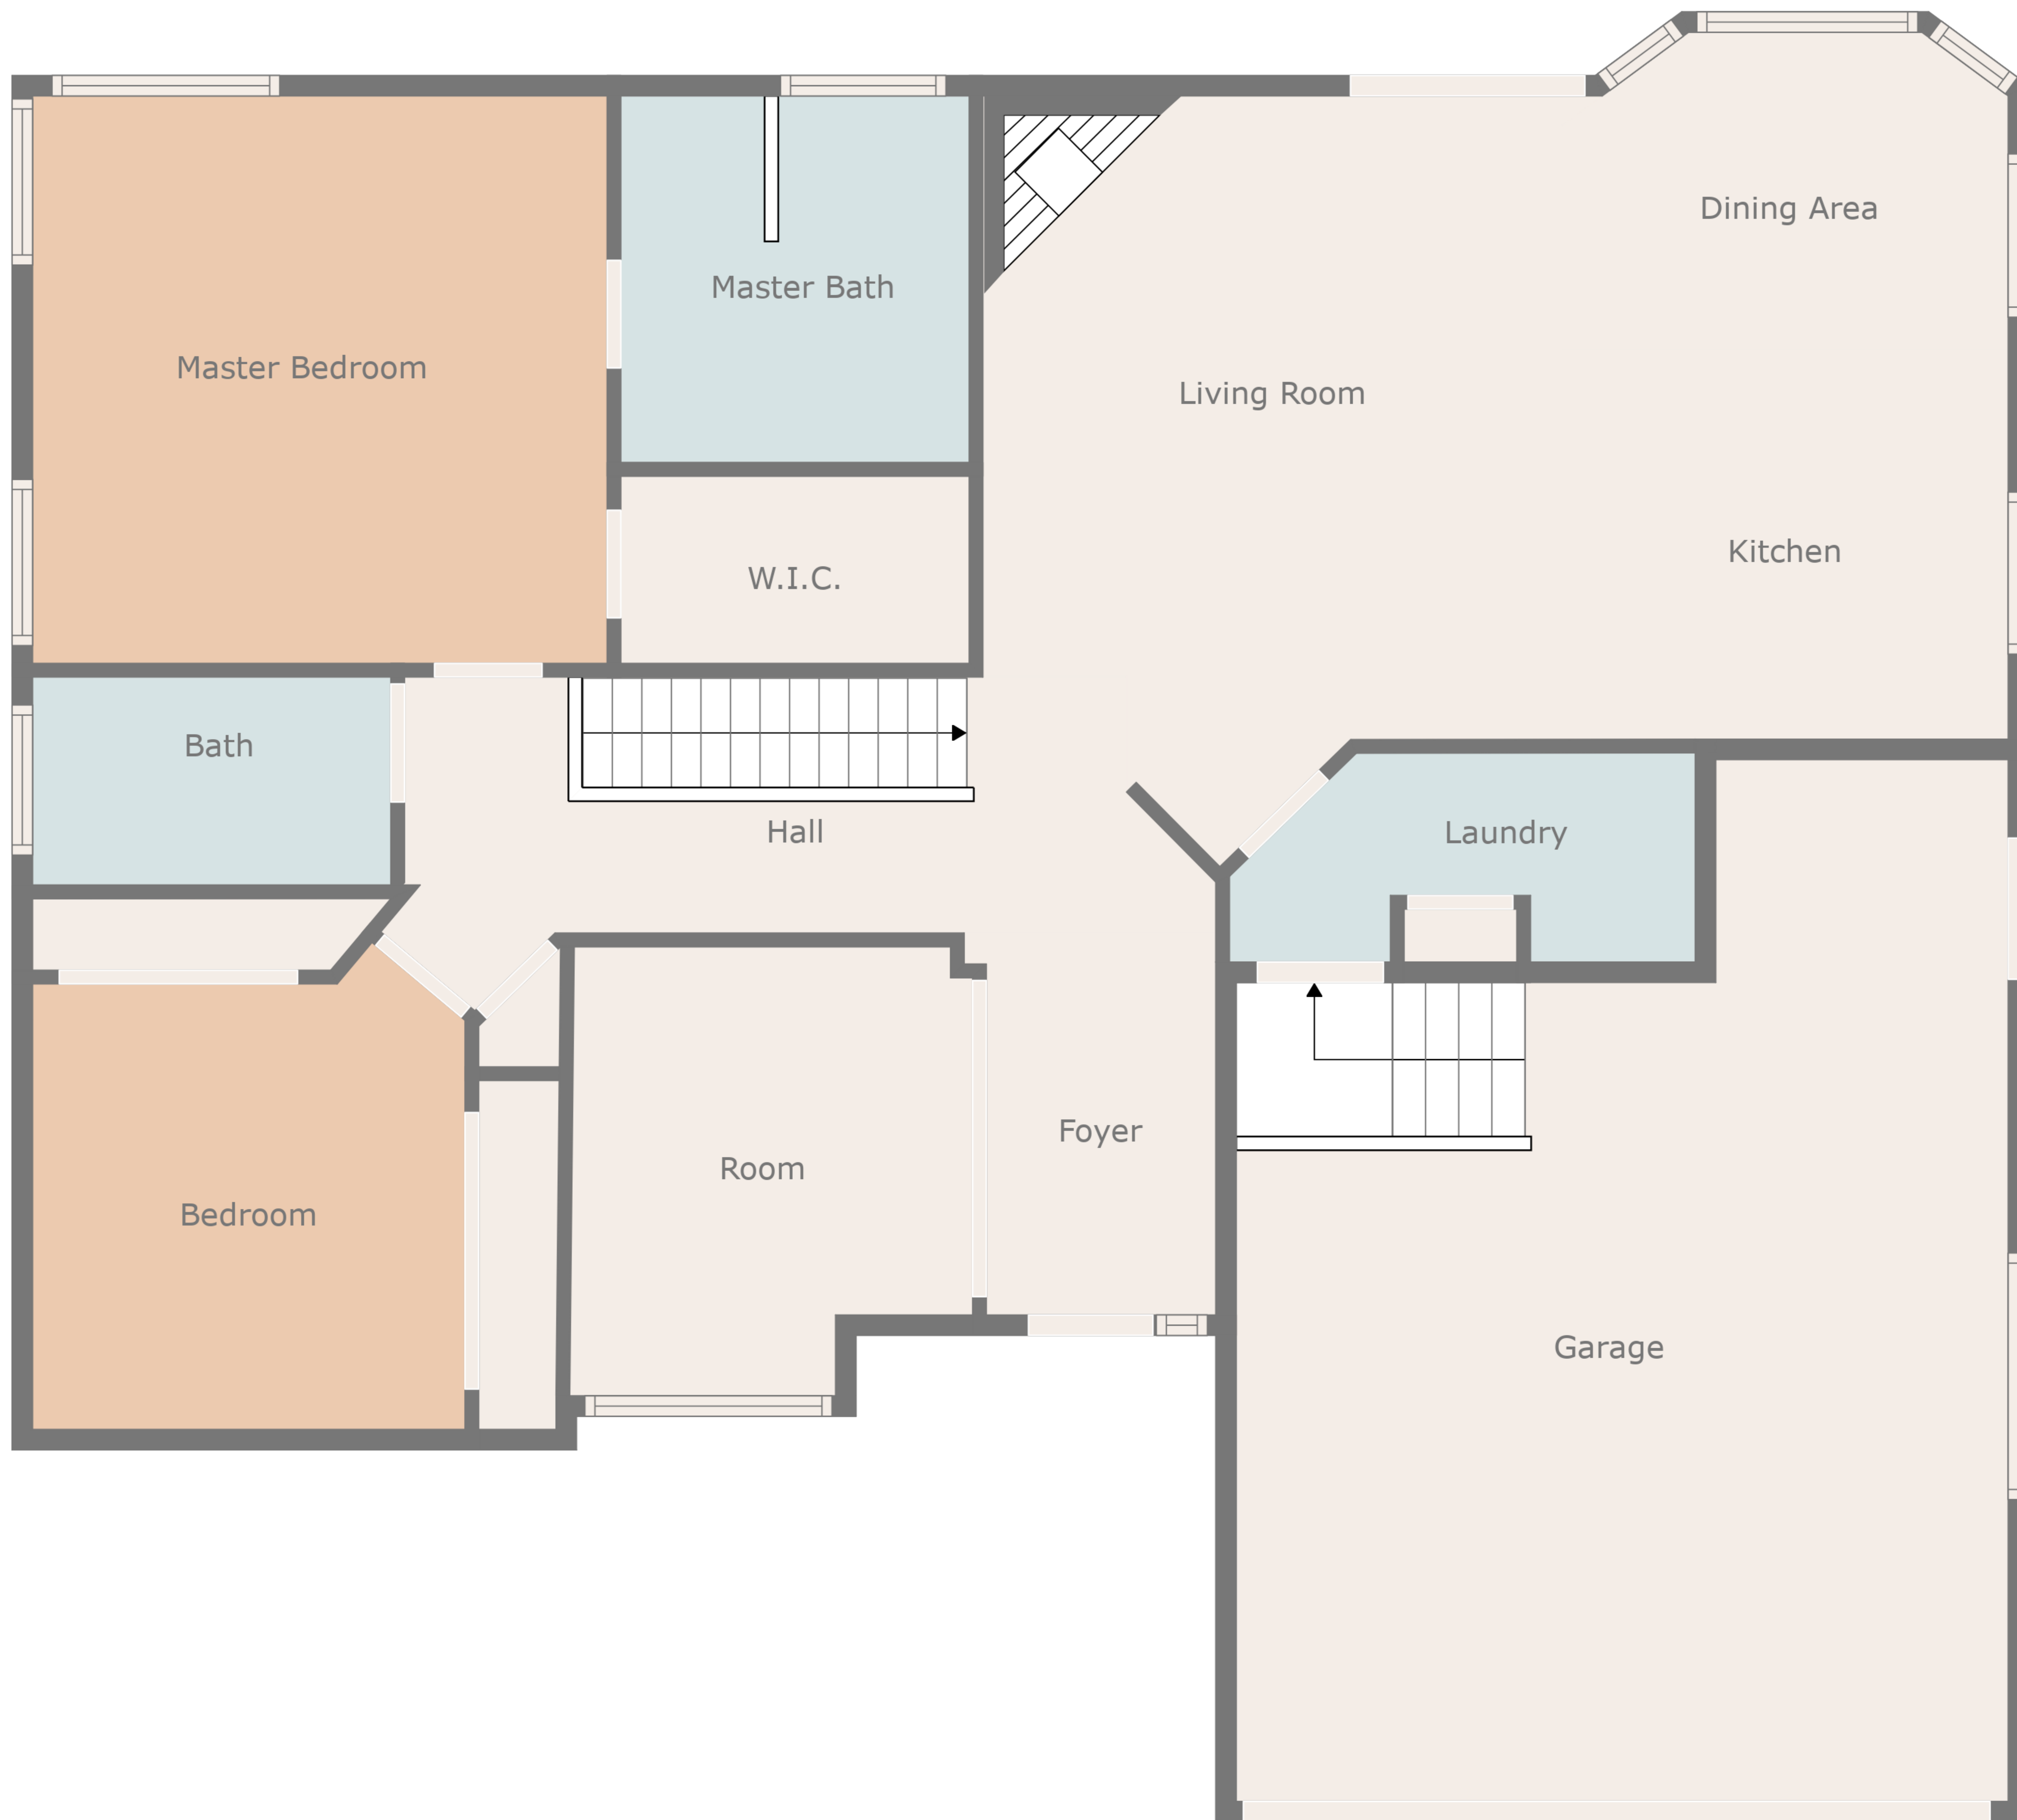 Dining Area
Master Bath
Master Bedroom
Living Room
Kitchen
W.I.C.
Bath
Hall
Laundry
Foyer
Room
Bedroom
Garage